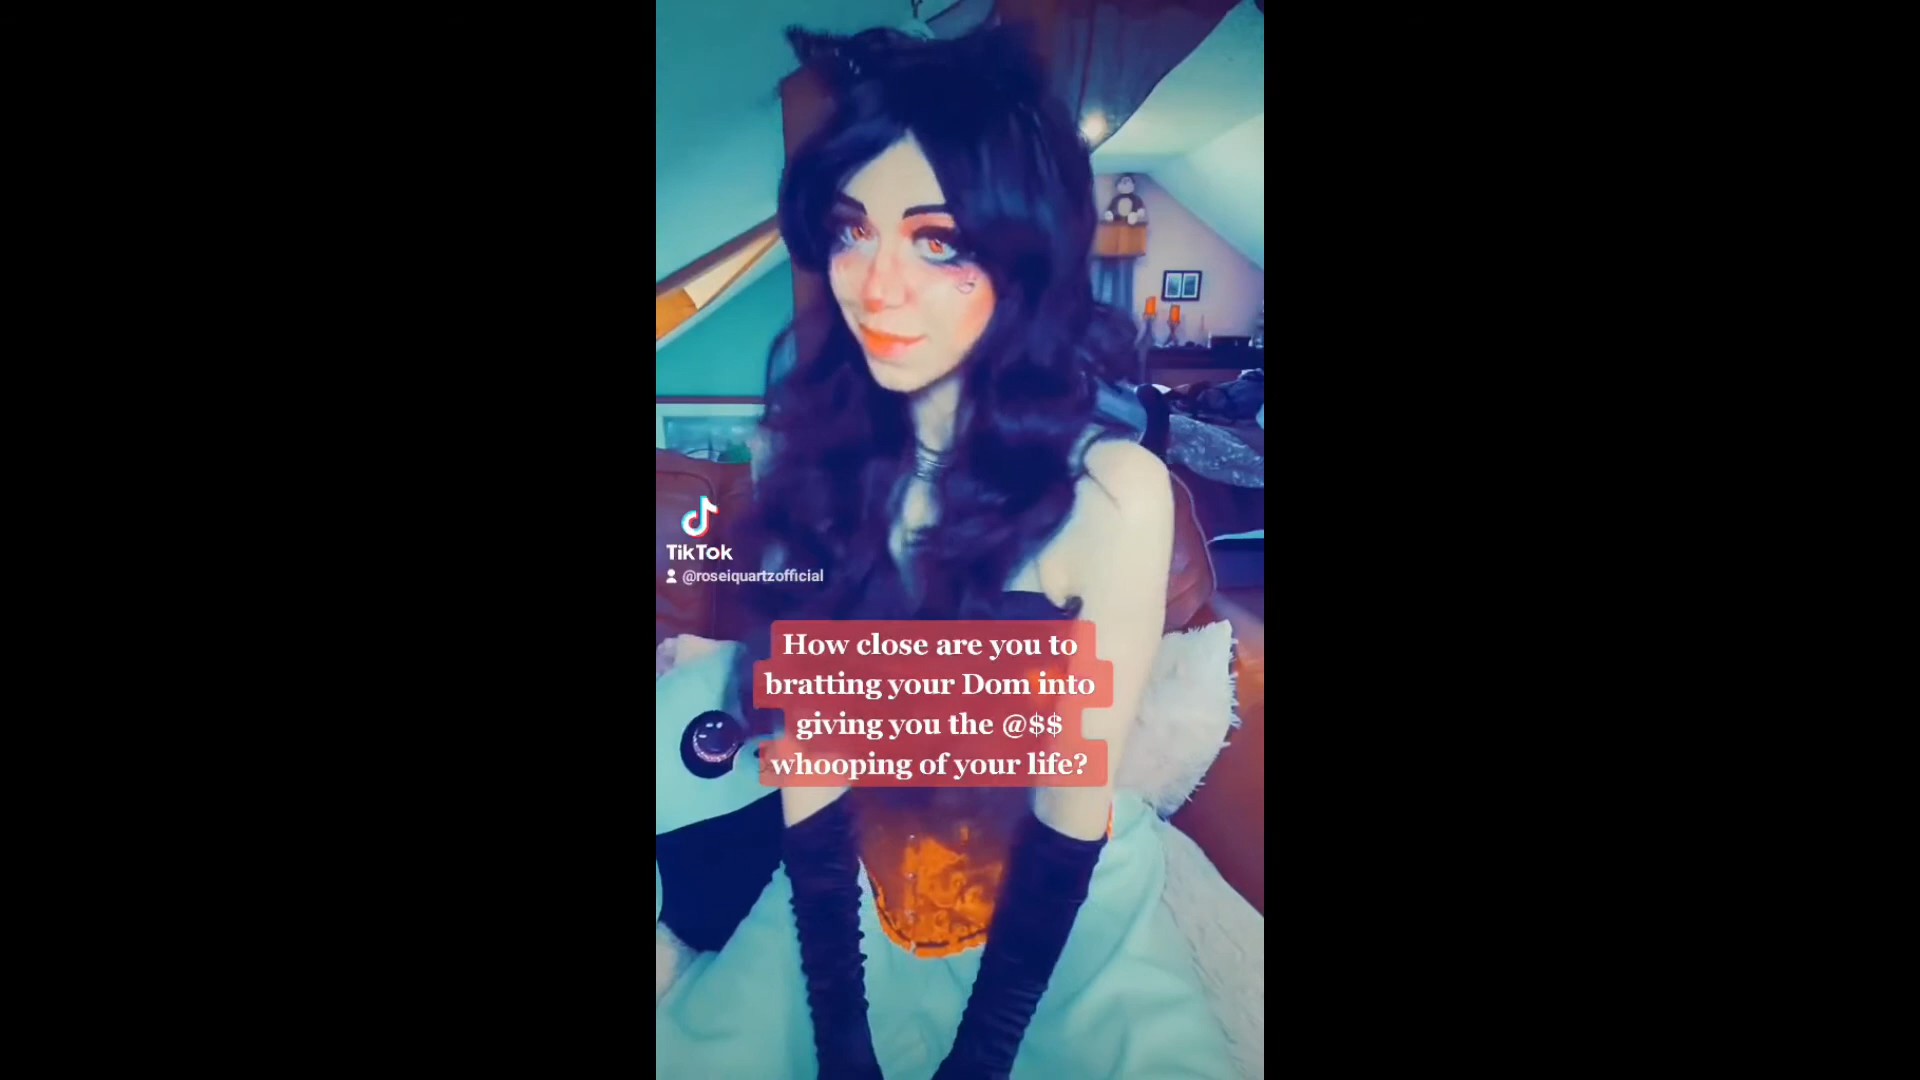 TikTok
@roseiquartzofficial
How close are you to
bratting your Dom into
giving you the @$$
whooping of your life?